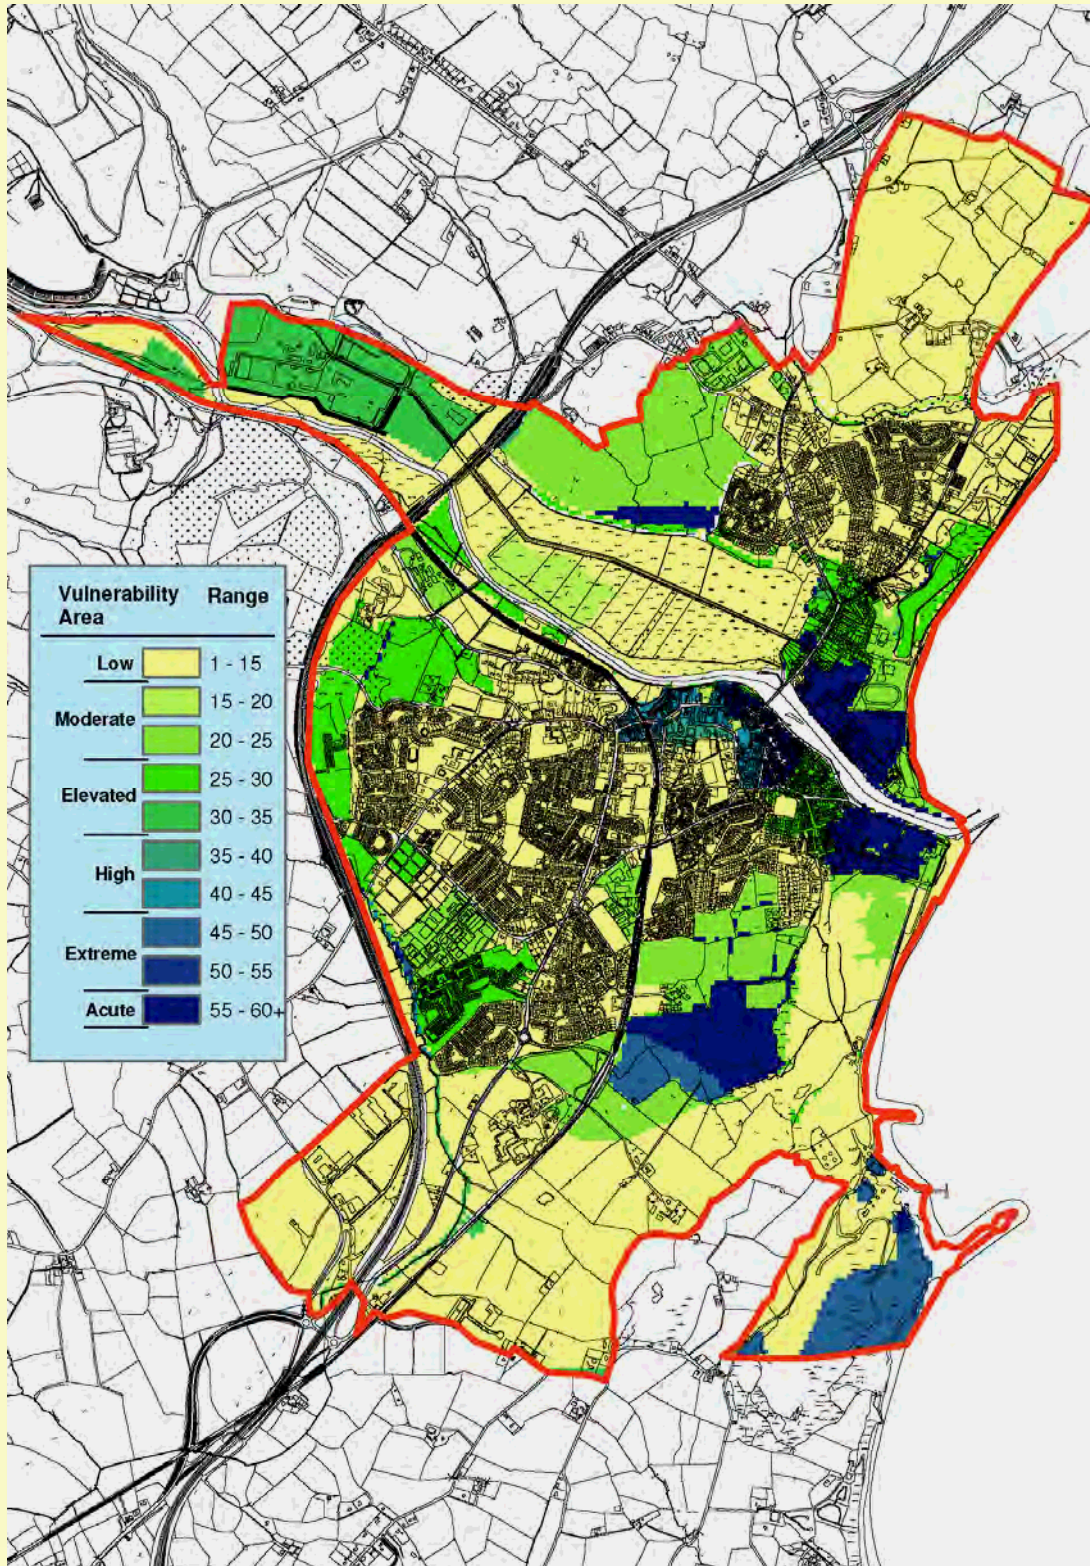 Vulnerability Range
Area
Low 1 - 15
15 - 20
Moderate
20 - 25
25 - 30
Elevated
30 - 35
35 - 40
High
40 - 45
45 - 50
Extreme
50 - 55
Acute 55 - 60+